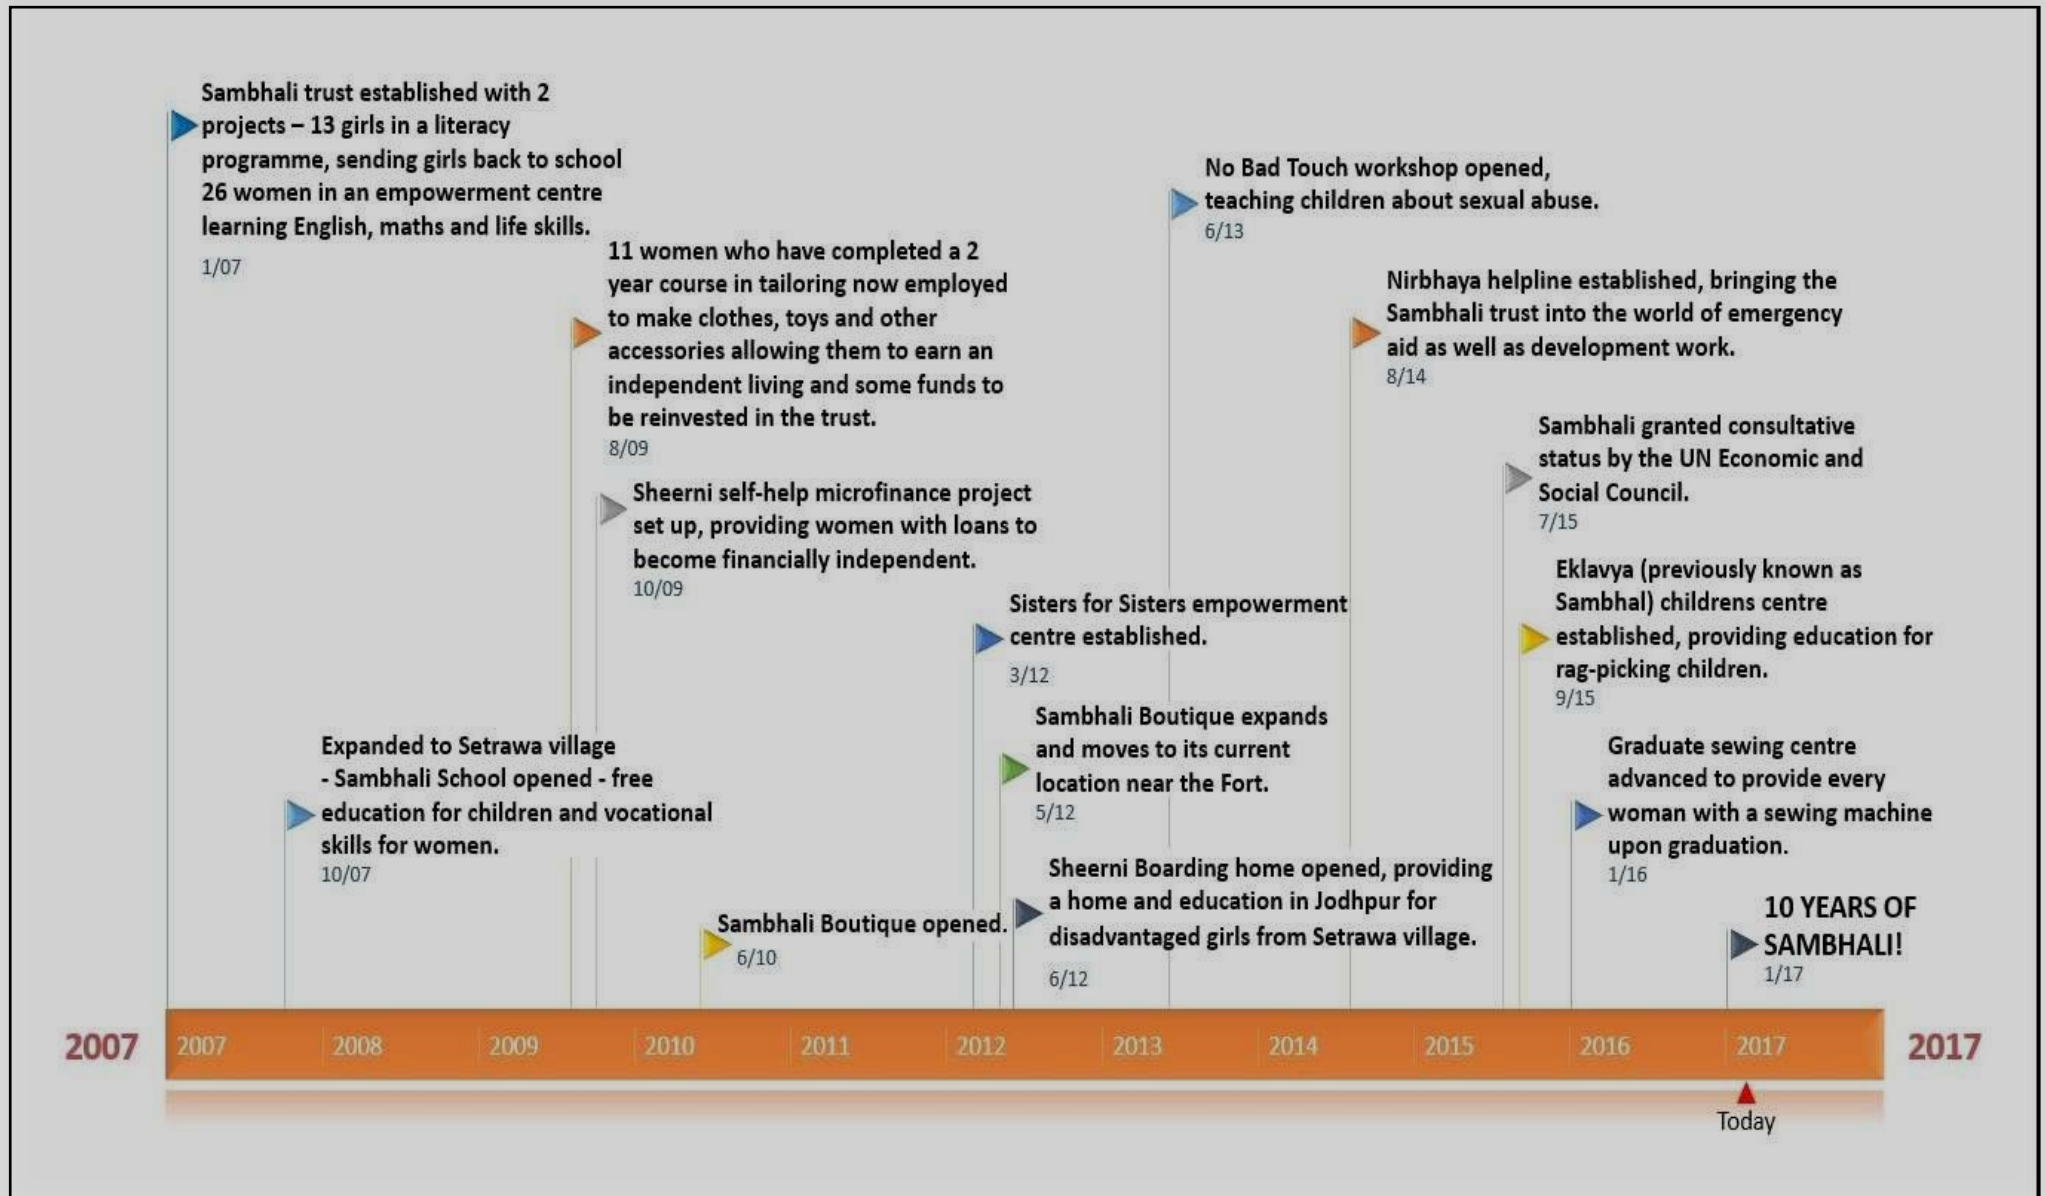 Sambhali trust established with 2
projects – 13 girls in a literacy
programme, sending girls back to school
26 women in an empowerment centre
learning English, maths and life skills.
1/07
11 women who have completed a 2
year course in tailoring now employed
to make clothes, toys and other
accessories allowing them to earn an
independent living and some funds to
be reinvested in the trust.
8/09
Sheerni self-help microfinance project
set up, providing women with loans to
become financially independent.
10/09
Expanded to Setrawa village
- Sambhali School opened - free
education for children and vocational
skills for women.
10/07
Sambhali Boutique opened.
6/10
No Bad Touch workshop opened,
teaching children about sexual abuse.
6/13
Nirbhaya helpline established, bringing the
Sambhali trust into the world of emergency
aid as well as development work.
8/14
Sambhali granted consultative
status by the UN Economic and
Social Council.
7/15
Sisters for Sisters empowerment
centre established.
3/12
Eklavya (previously known as
Sambhal) childrens centre
established, providing education for
rag-picking children.
9/15
Sambhali Boutique expands
and moves to its current
location near the Fort.
5/12
Graduate sewing centre
advanced to provide every
woman with a sewing machine
upon graduation.
1/16
Sheerni Boarding home opened, providing
a home and education in Jodhpur for
disadvantaged girls from Setrawa village.
6/12
10 YEARS OF
SAMBHALI!
1/17
2007 2007 2008 2009 2010 2011 2012 2013 2014 2015 2016 2017 2017
Today